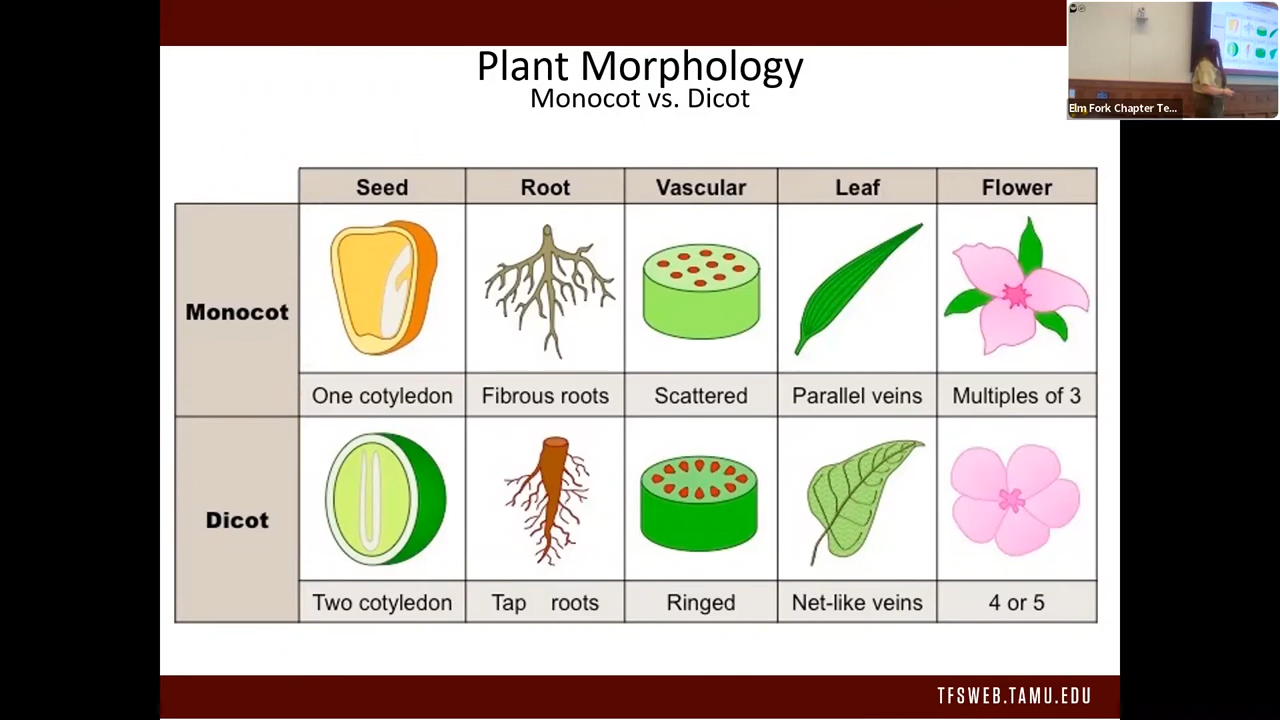 Plant Morphology
Monocot vs. Dicot
Elm Fork Chapter Te...
Seed Root Vascular Leaf Flower
Monocot
One cotyledon Fibrous roots Scattered Parallel veins Multiples of 3
Dicot
Two cotyledon Tap roots Ringed Net-like veins 4 or 5
TFSWEB.TAMU.EDU